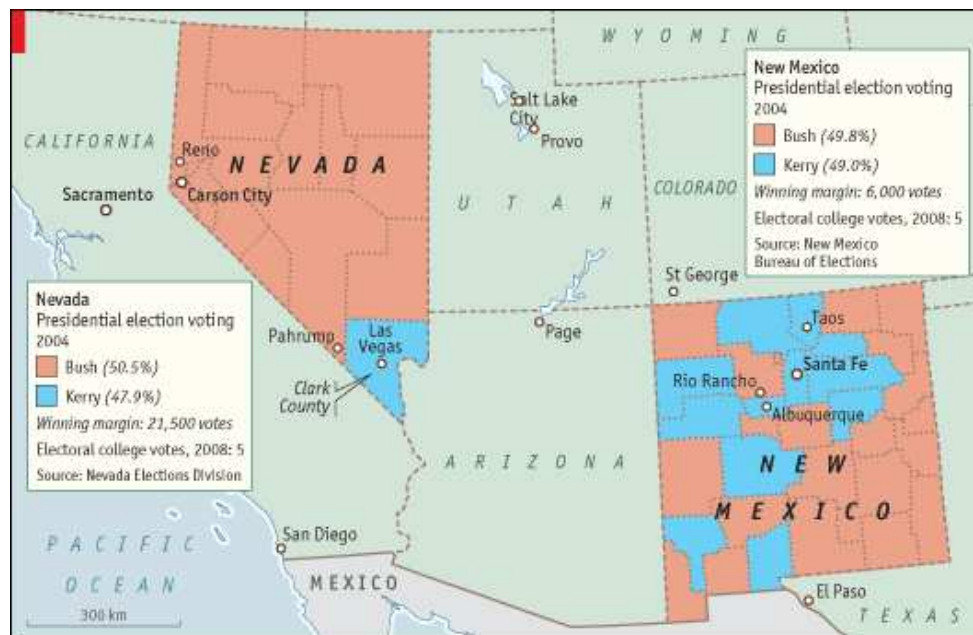 WYOMING
New Mexico
Presidential election voting
2004
Bush (49.8%)
Kerry (49.0%)
Winning margin: 6,000 votes
Electoral college votes, 2008: 5
Source: New Mexico
Bureau of Elections
CALIFORNIA
Reno
NEVADA
Carson City
Sacramento
Salt Lake
City
Provo
UTAH
COLORADO
St George
Nevada
Presidential election voting
2004
Bush (50.5%)
Kerry (47.9%)
Winning margin: 21,500 votes
Electoral college votes, 2008: 5
Source: Nevada Elections Division
Pahrump
Las
Vegas
Clark
County
Page
Taos
Santa Fe
Rio Rancho
Albuquerque
ARIZONA
NEW
MEXICO
San Diego
PACIFIC
OCEAN
MEXICO
300 km
El Paso
TEXAS